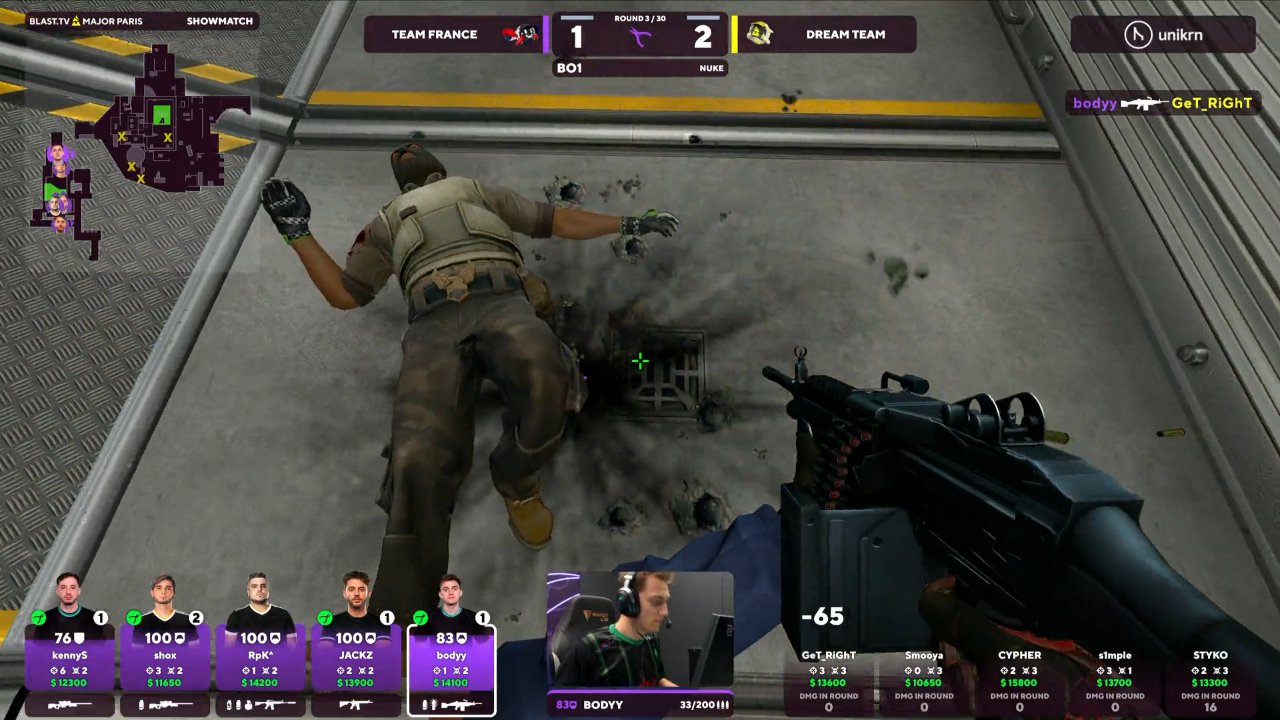 BLAST.TV MAJOR PARIS SHOWMATCH
TEAM FRANCE 1 ROUND 3 / 30 2 DREAM TEAM
BO1 NUKE
unikrn
bodyy GeT_RiGhT
X X
X
X
-65
1 2 1 1
76 100 100 100 83
kennyS shox RpK^ JACKZ bodyy
6 2 3 2 1 2 2 2 1 2
$12300 $11650 $14200 $13900 $14100
83 BODYY 33/200
GeT_RiGhT Smooya CYPHER s1mple STYKO
3 3 0 3 2 3 3 1 2 3
$13600 $10650 $15800 $13700 $13300
DMG IN ROUND DMG IN ROUND DMG IN ROUND DMG IN ROUND DMG IN ROUND
0 0 0 0 16